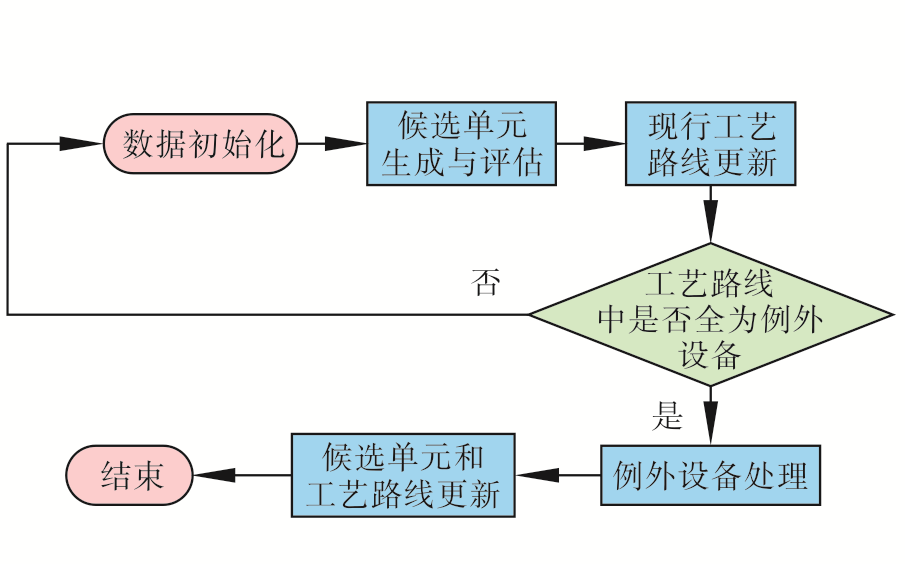 数据初始化
候选单元
生成与评估
现行工艺
路线更新
工艺路线
中是否全为例外
设备
否
是
例外设备处理
候选单元和
工艺路线更新
结束